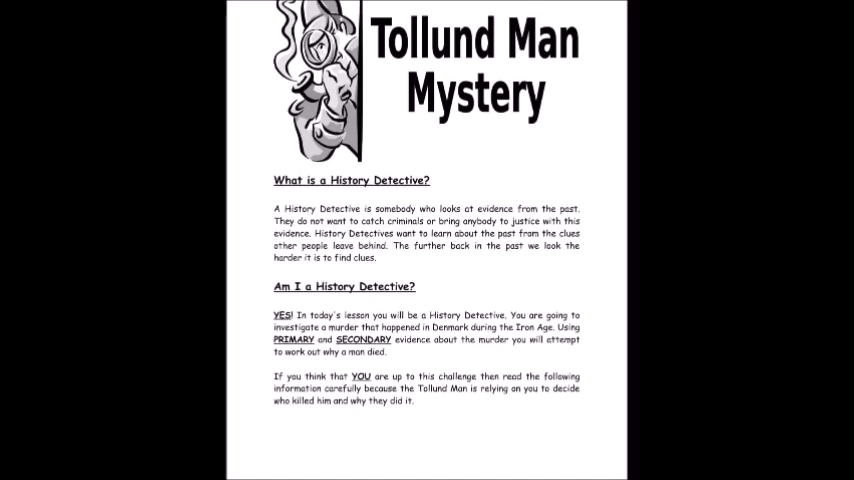 Tollund Man
Mystery
What is a History Detective?
A History Detective is somebody who looks at evidence from the past.
They do not want to catch criminals or bring anybody to justice with this
evidence. History Detectives want to learn about the past from the clues
other people leave behind. The further back in the past we look the
harder it is to find clues.
Am I a History Detective?
YES! In today's lesson you will be a History Detective. You are going to
investigate a murder that happened in Denmark during the Iron Age. Using
PRIMARY and SECONDARY evidence about the murder you will attempt
to work out why a man died.
If you think that YOU are up to this challenge then read the following
information carefully because the Tollund Man is relying on you to decide
who killed him and why they did it.